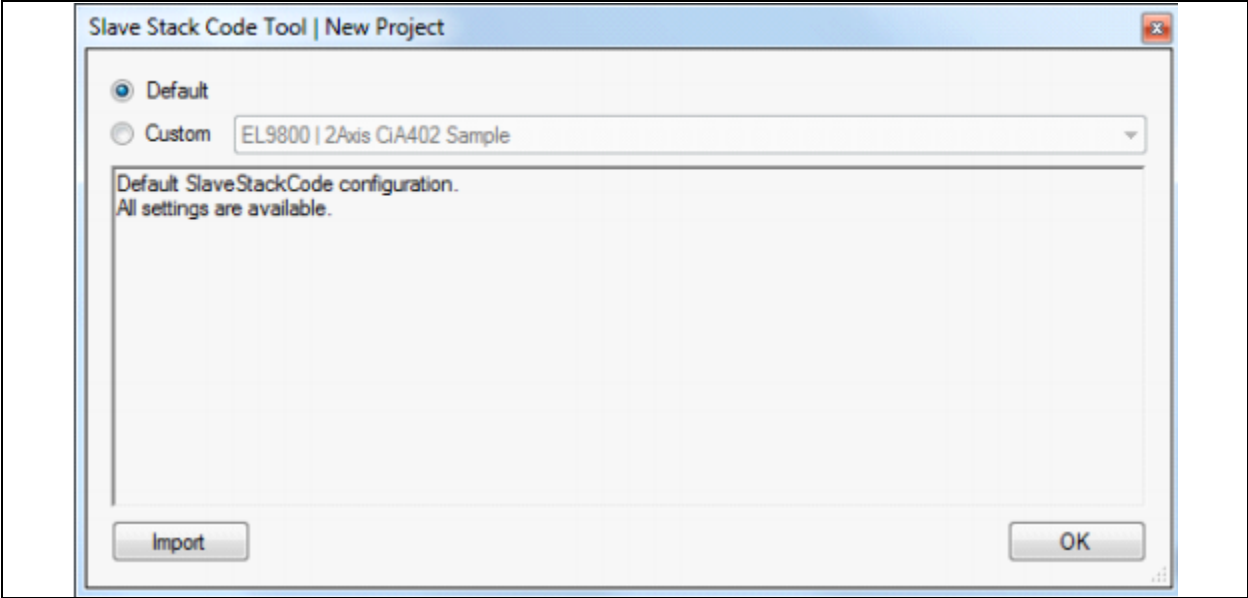 Slave Stack Code Tool | New Project
Default
Custom EL9800 | 2Axis CiA402 Sample
Default SlaveStackCode configuration.
All settings are available.
Import OK